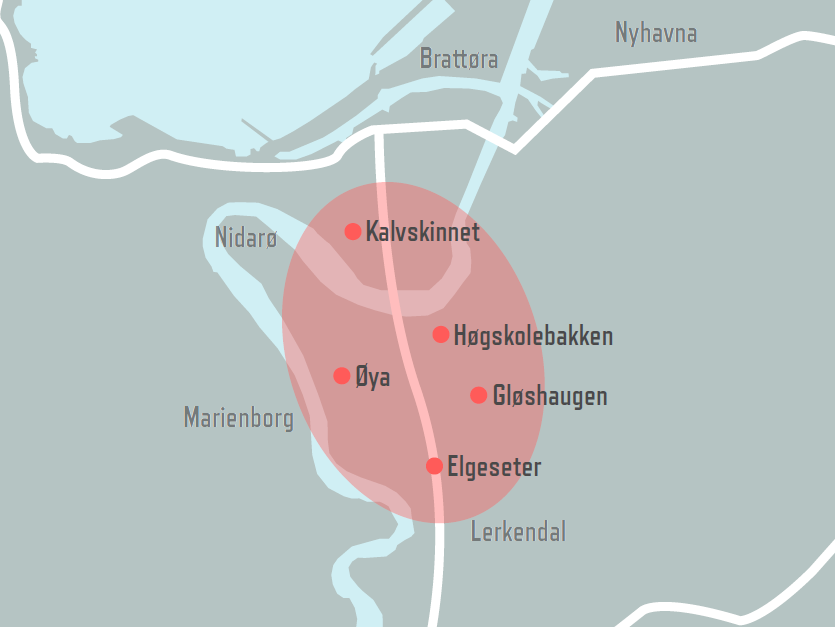 Nyhavna
Brattøra
Nidarø
Kalvskinnet
Høgskolebakken
Øya
Gløshaugen
Marienborg
Elgeseter
Lerkendal